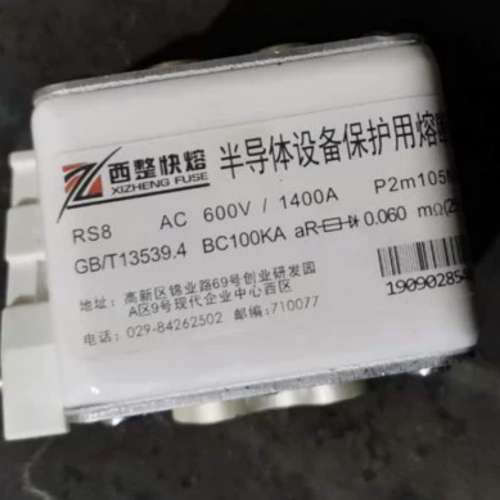 西整快熔
XIZHENG FUSE
半导体设备保护用熔断
RS8 AC 600V / 1400A P2m105
GB/T13539.4 BC100KA aR 0.060 mΩ(2
地址: 高新区锦业路69号创业研发园
A区9号现代企业中心西区
电话: 029-84262502 邮编: 710077
190902854